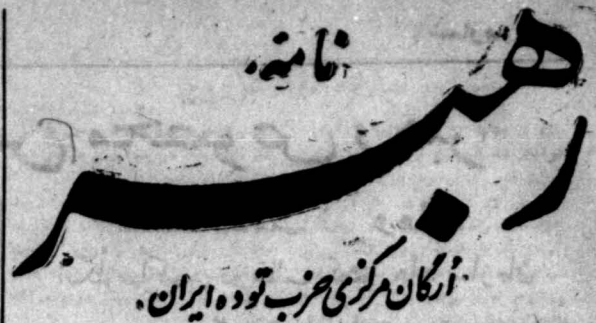 نامهٔ
رهبر
ارگان مرکزی حزب توده ایران